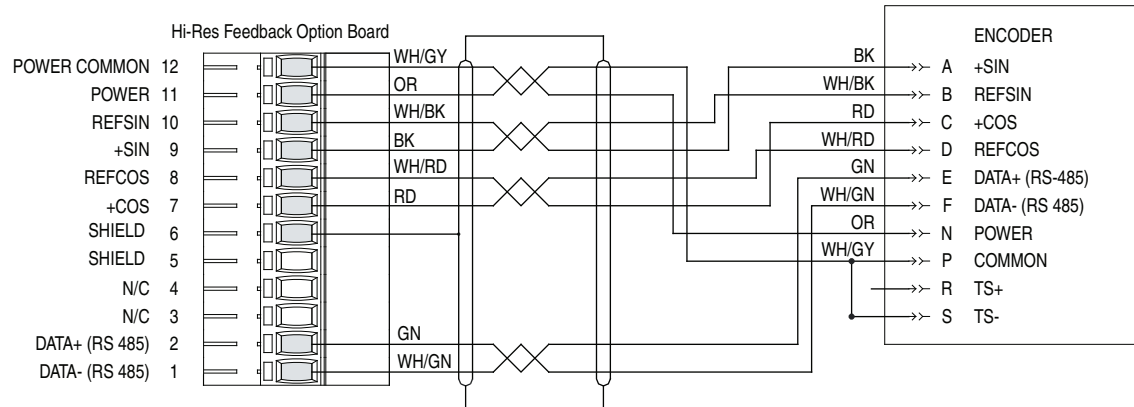 Hi-Res Feedback Option Board
POWER COMMON 12
POWER 11
REFSIN 10
+SIN 9
REFCOS 8
+COS 7
SHIELD 6
SHIELD 5
N/C 4
N/C 3
DATA+ (RS 485) 2
DATA- (RS 485) 1
WH/GY
OR
WH/BK
BK
WH/RD
RD
GN
WH/GN
BK
WH/BK
RD
WH/RD
GN
WH/GN
OR
WH/GY
ENCODER
A +SIN
B REFSIN
C +COS
D REFCOS
E DATA+ (RS-485)
F DATA- (RS 485)
N POWER
P COMMON
R TS+
S TS-